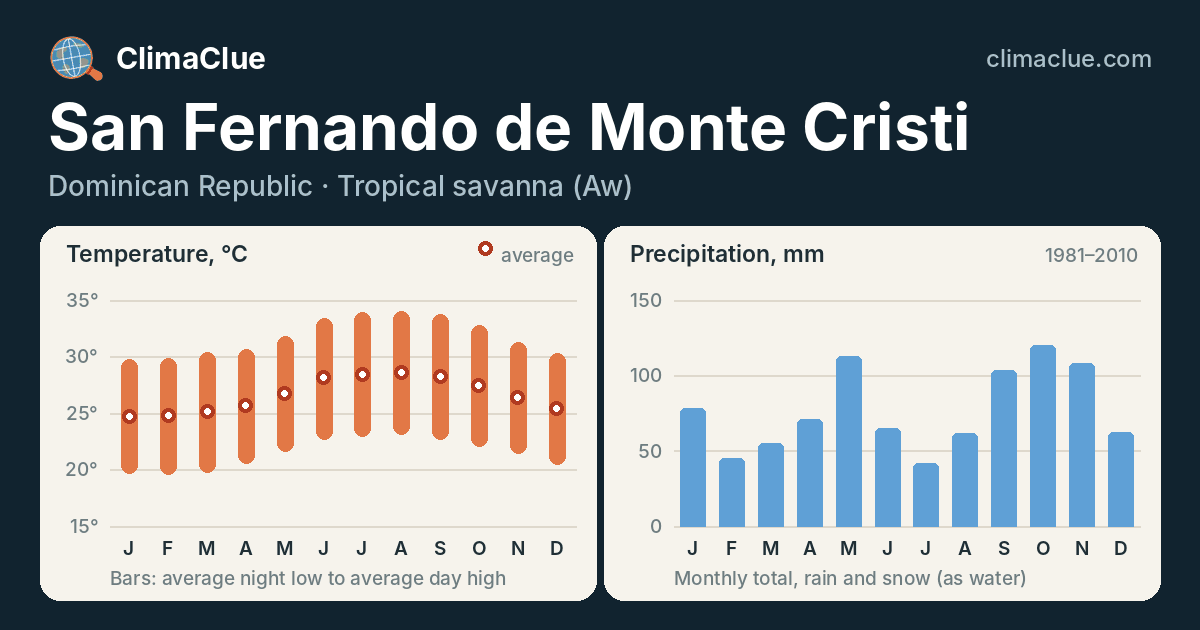 ClimaClue
climaclue.com
San Fernando de Monte Cristi
Dominican Republic · Tropical savanna (Aw)
Temperature, °C
average
35°
30°
25°
20°
15°
J F M A M J J A S O N D
Bars: average night low to average day high
Precipitation, mm
1981–2010
150
100
50
0
J F M A M J J A S O N D
Monthly total, rain and snow (as water)